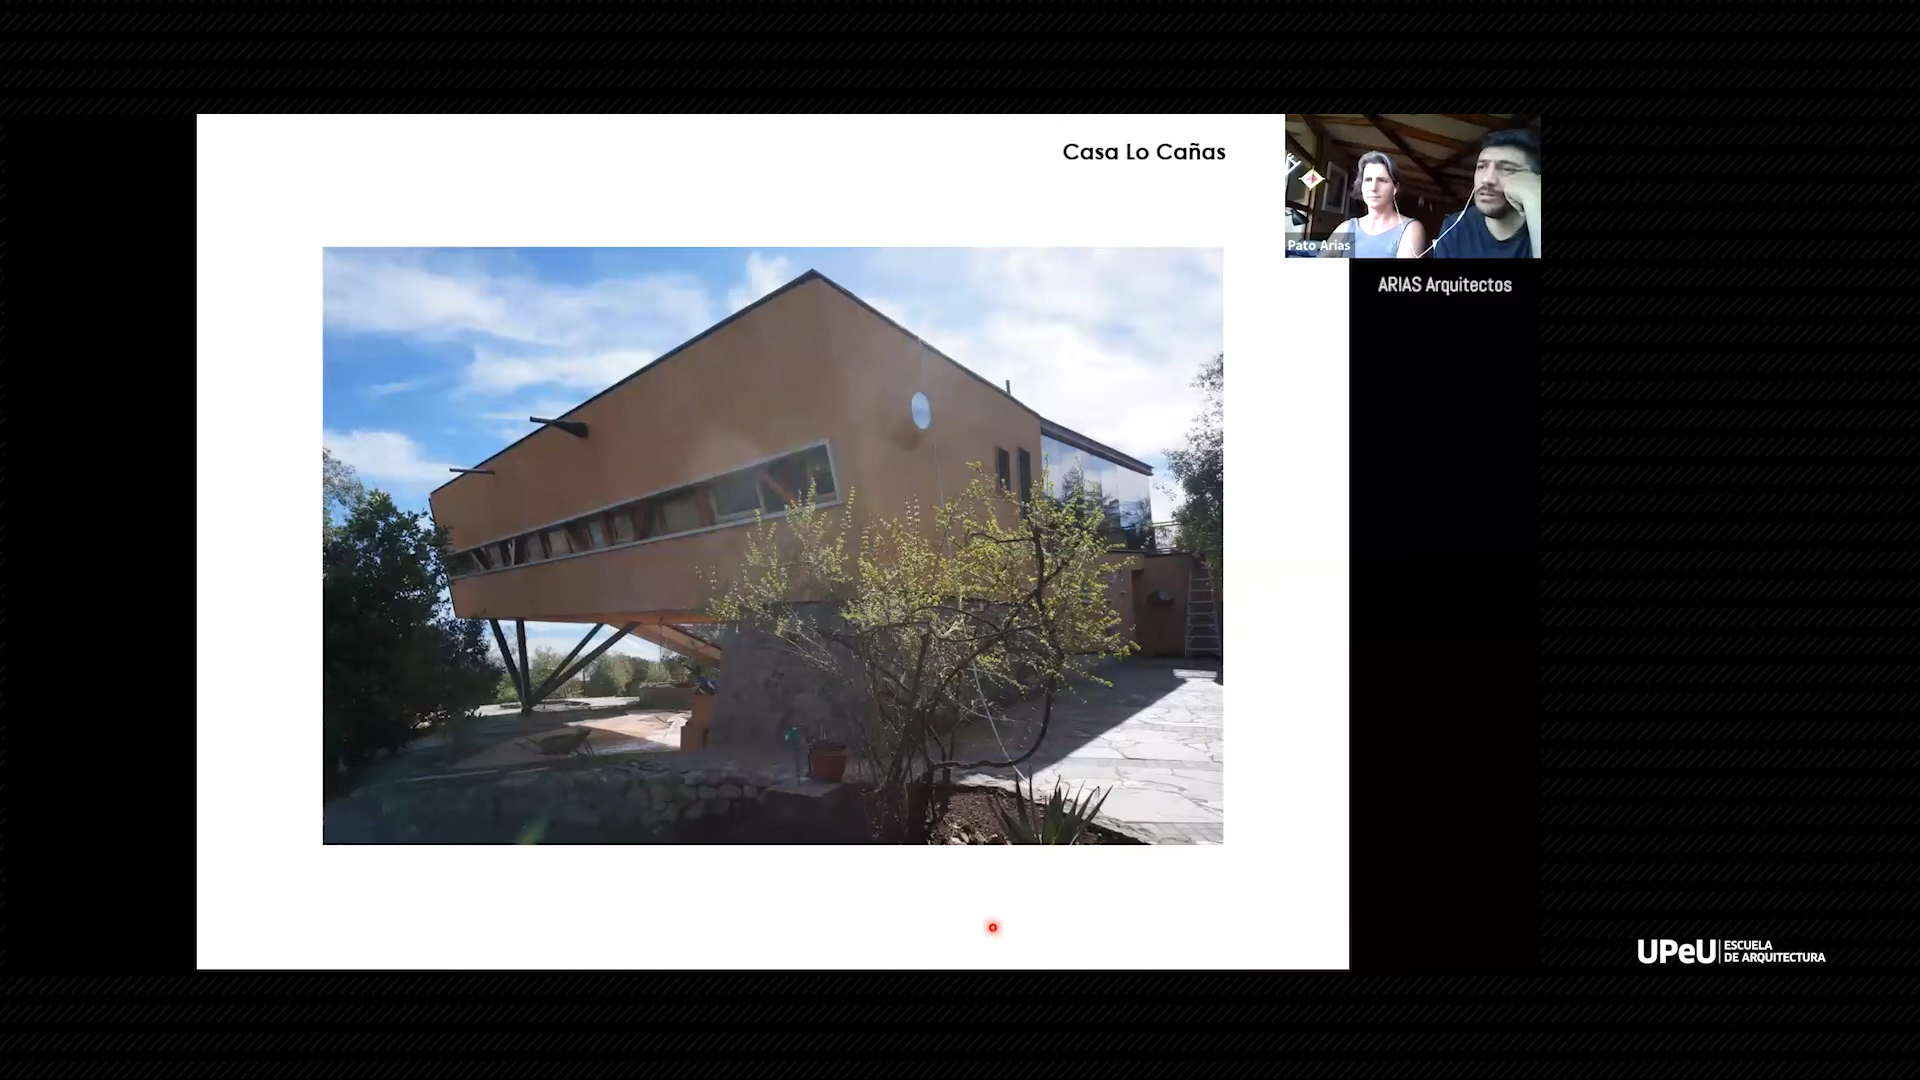 Casa Lo Cañas
Pato Arias
ARIAS Arquitectos
UPeU
ESCUELA
DE ARQUITECTURA